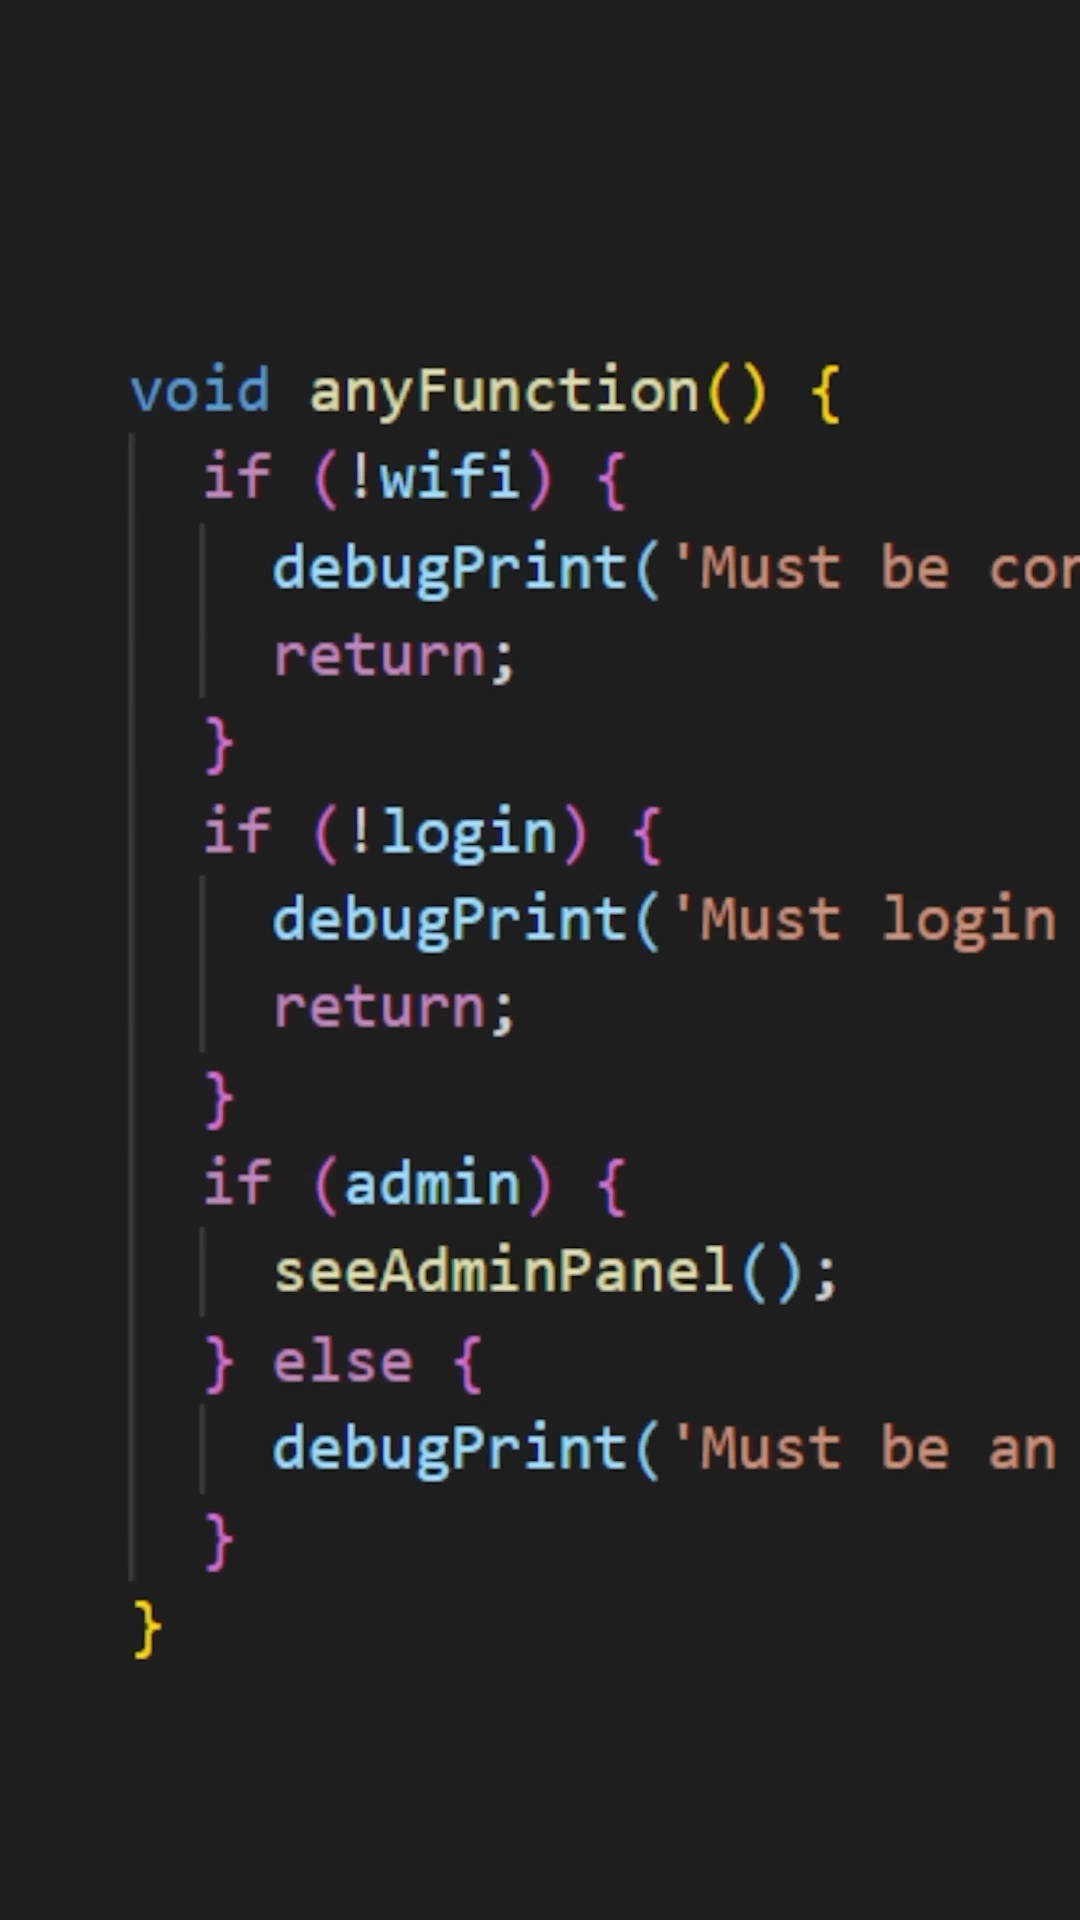 void anyFunction() {
if (!wifi) {
debugPrint('Must be
return;
}
if (!login) {
debugPrint('Must login
return;
}
if (admin) {
seeAdminPanel();
} else {
debugPrint('Must be an
}
}